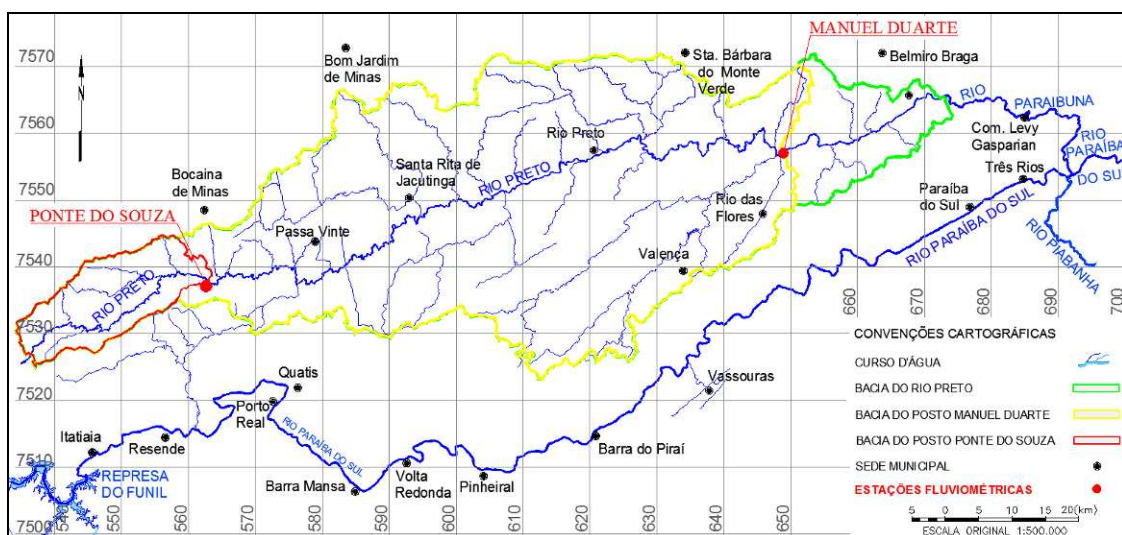 MANUEL DUARTE
7570
Bom Jardim
de Minas
Sta. Bárbara
do Monte
Verde
Belmiro Braga
N
7560
Rio Preto
RIO
PARAIBUNA
Com. Levy
Gasparian
RIO
PARAÍBA
DO SUL
Três Rios
Santa Rita de
Jacutinga
RIO PRETO
Bocaina
de Minas
7550
Rio das
Flores
Paraíba
do Sul
RIO PARAÍBA DO SUL
RIO PIABANHA
PONTE DO SOUZA
Passa Vinte
7540
Valença
RIO PRÊTO
7530
660
670
680
690
700
CONVENÇÕES CARTOGRÁFICAS
CURSO D'ÁGUA
Quatis
Vassouras
BACIA DO RIO PRETO
7520
Porto
Real
BACIA DO POSTO MANUEL DUARTE
Itatiaia
Resende
RIO PARAÍBA DO SUL
Barra do Piraí
BACIA DO POSTO PONTE DO SOUZA
7510
REPRESA
DO FUNIL
Volta
Redonda
Pinheiral
SEDE MUNICIPAL
Barra Mansa
ESTAÇÕES FLUVIOMÉTRICAS
7500
540
550
560
570
580
590
600
610
620
630
640
650
5 0 5 10 15 20(km)
ESCALA ORIGINAL 1:500.000